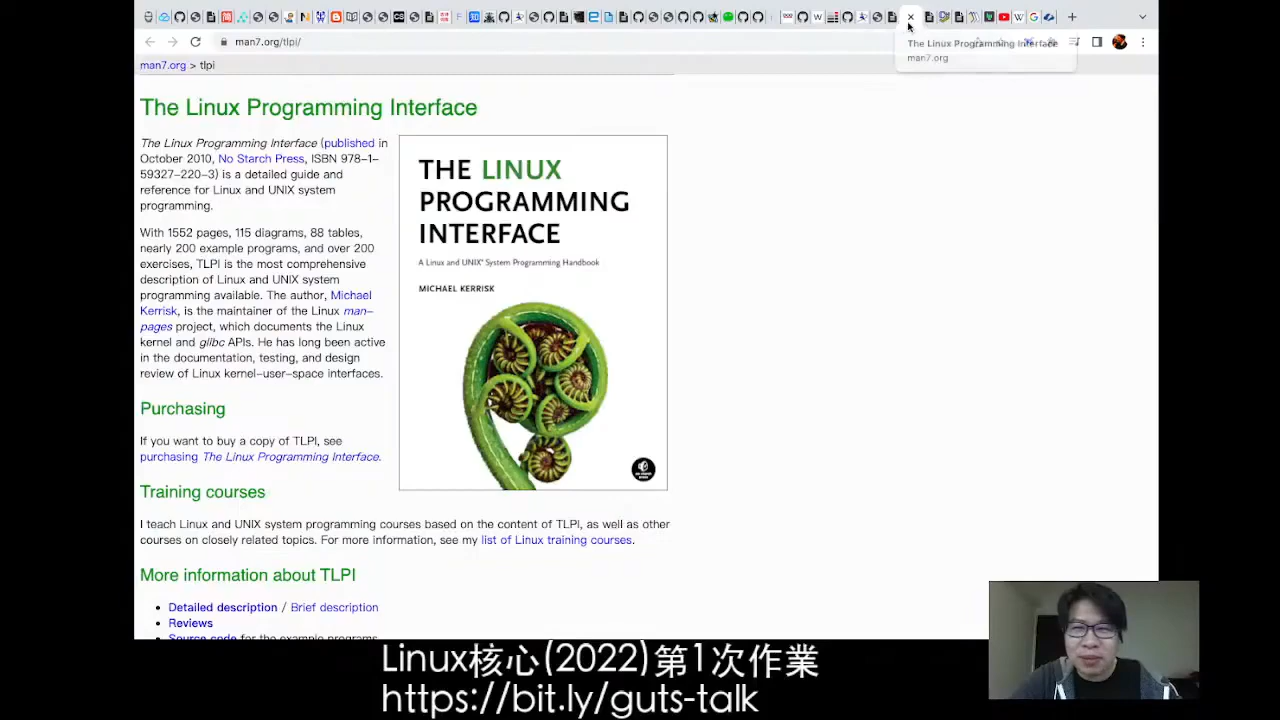 man7.org/tlpi/
The Linux Programming Interface
man7.org
man7.org > tlpi
The Linux Programming Interface
The Linux Programming Interface (published in
October 2010, No Starch Press, ISBN 978-1-
59327-220-3) is a detailed guide and
reference for Linux and UNIX system
programming.
With 1552 pages, 115 diagrams, 88 tables,
nearly 200 example programs, and over 200
exercises, TLPI is the most comprehensive
description of Linux and UNIX system
programming available. The author, Michael
Kerrisk, is the maintainer of the Linux man-
pages project, which documents the Linux
kernel and glibc APIs. He has long been active
in the documentation, testing, and design
review of Linux kernel-user-space interfaces.
THE LINUX
PROGRAMMING
INTERFACE
A Linux and UNIX® System Programming Handbook
MICHAEL KERRISK
Purchasing
If you want to buy a copy of TLPI, see
purchasing The Linux Programming Interface.
Training courses
I teach Linux and UNIX system programming courses based on the content of TLPI, as well as other
courses on closely related topics. For more information, see my list of Linux training courses.
More information about TLPI
• Detailed description / Brief description
• Reviews
• Source code for the example programs
Linux核心(2022)第1次作業
https://bit.ly/guts-talk